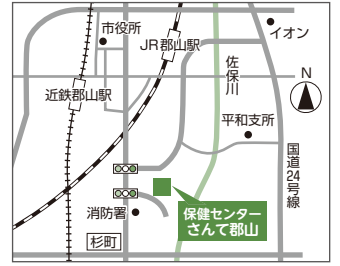 市役所
JR郡山駅
イオン
佐保川
N
近鉄郡山駅
平和支所
国道24号線
消防署
保健センター
さんて郡山
杉町